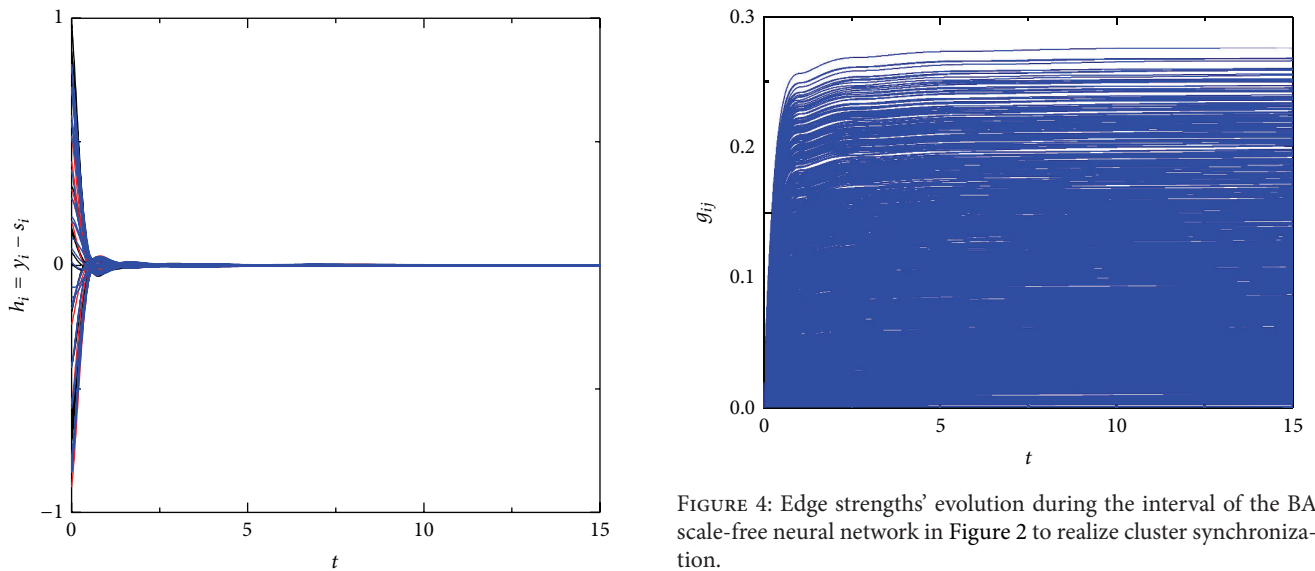 1
0
−1
h_i = y_i − s_i
0
5
10
15
t
0.3
0.2
0.1
0.0
g_ij
0
5
10
15
t
FIGURE 4: Edge strengths’ evolution during the interval of the BA
scale-free neural network in Figure 2 to realize cluster synchroniza-
tion.